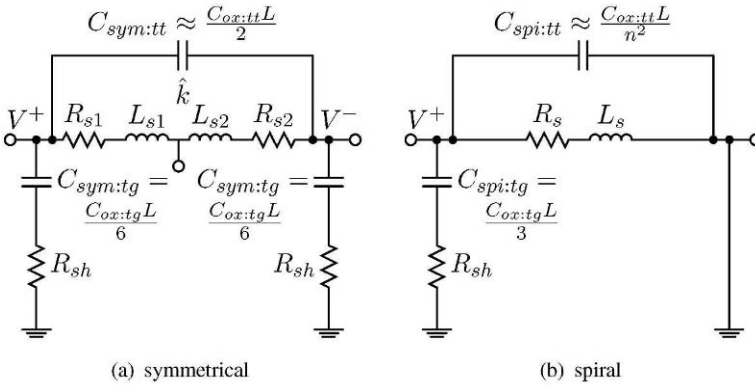 C_{sym:tt} ≈ \frac{C_{ox:tt}L}{2}
\hat{k}
V^+ R_{s1} L_{s1} L_{s2} R_{s2} V^-
C_{sym:tg} = \frac{C_{ox:tg}L}{6}
C_{sym:tg} = \frac{C_{ox:tg}L}{6}
R_{sh} R_{sh}
(a) symmetrical
C_{spi:tt} ≈ \frac{C_{ox:tt}L}{n^2}
V^+ R_s L_s
C_{spi:tg} = \frac{C_{ox:tg}L}{3}
R_{sh}
(b) spiral